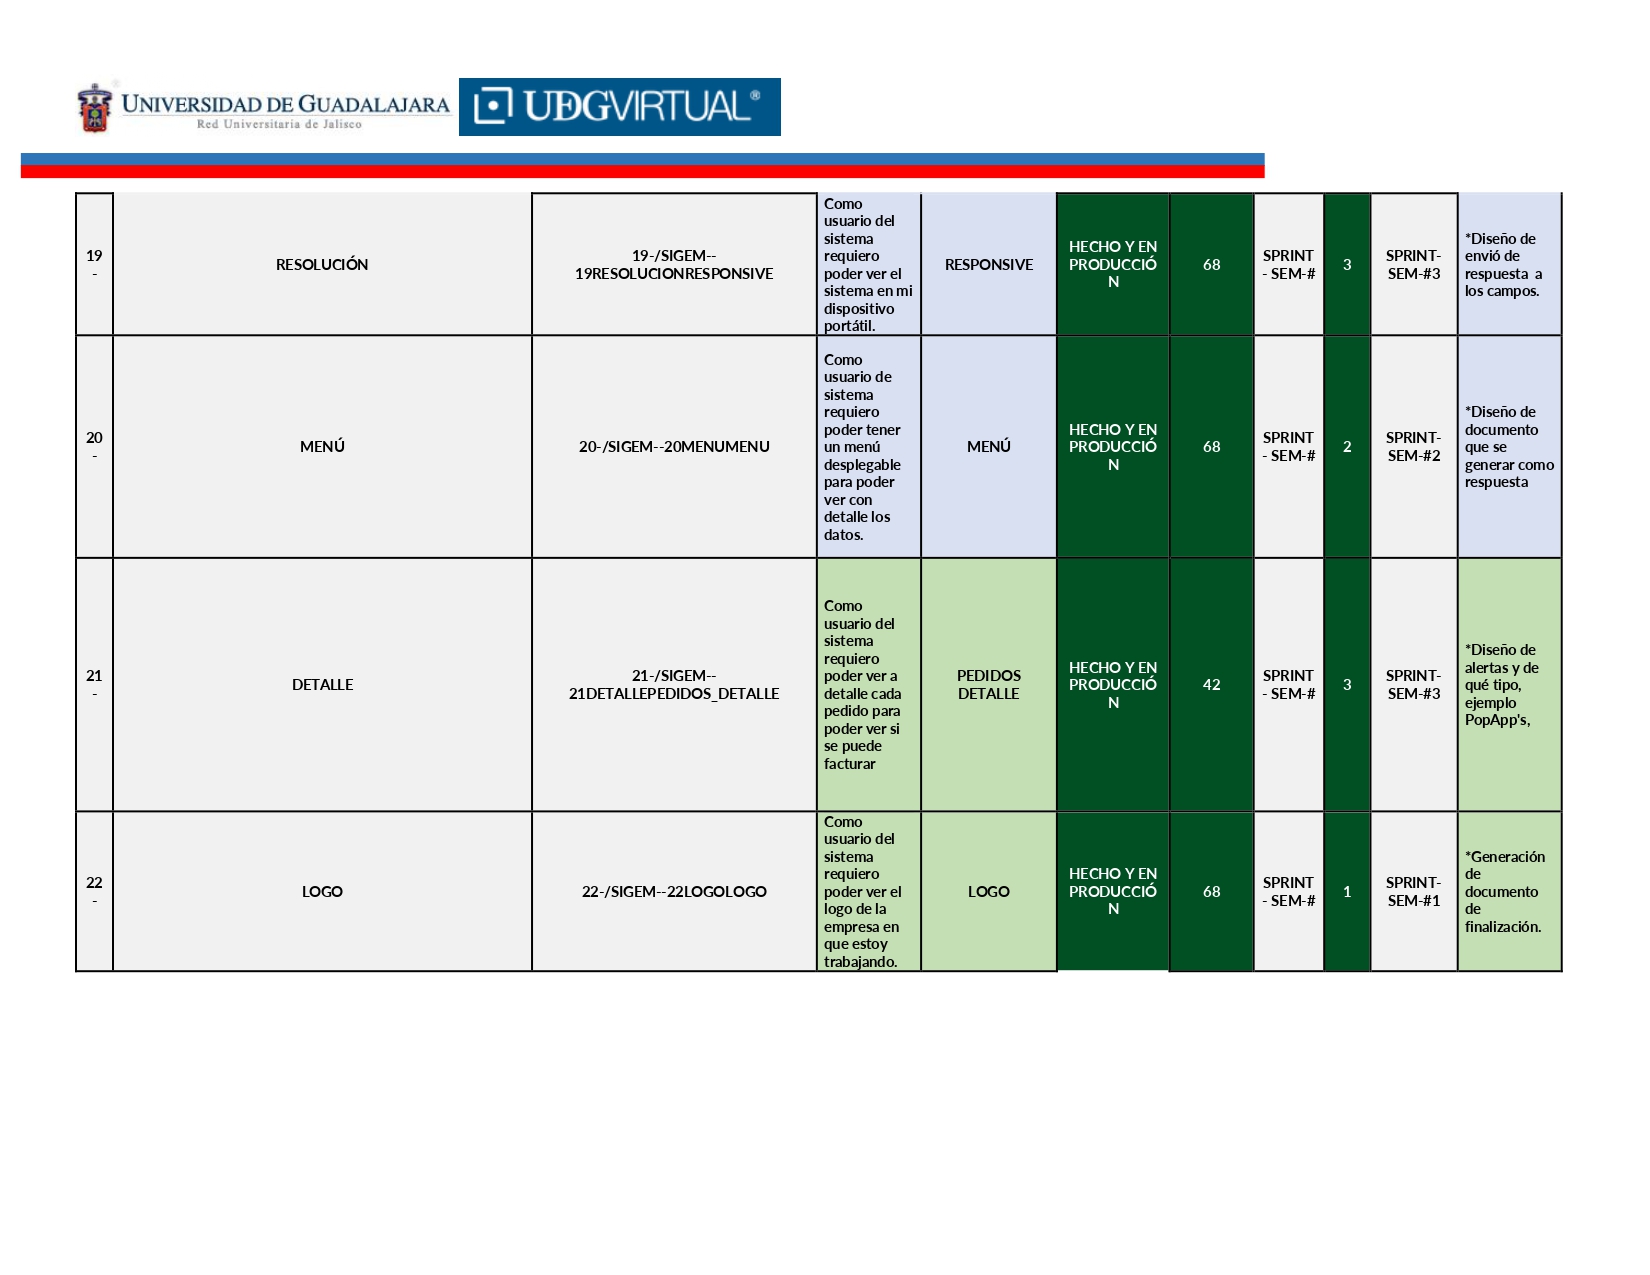 UNIVERSIDAD DE GUADALAJARA
Red Universitaria de Jalisco
UDGVIRTUAL®
19
-
RESOLUCIÓN
19-/SIGEM--
19RESOLUCIONRESPONSIVE
Como
usuario del
sistema
requiero
poder ver el
sistema en mi
dispositivo
portátil.
RESPONSIVE
HECHO Y EN
PRODUCCIÓ
N
68
SPRINT
- SEM-#
3
SPRINT-
SEM-#3
*Diseño de
envió de
respuesta a
los campos.
20
-
MENÚ
20-/SIGEM--20MENUMENU
Como
usuario de
sistema
requiero
poder tener
un menú
desplegable
para poder
ver con
detalle los
datos.
MENÚ
HECHO Y EN
PRODUCCIÓ
N
68
SPRINT
- SEM-#
2
SPRINT-
SEM-#2
*Diseño de
documento
que se
generar como
respuesta
21
-
DETALLE
21-/SIGEM--
21DETALLEPEDIDOS_DETALLE
Como
usuario del
sistema
requiero
poder ver a
detalle cada
pedido para
poder ver si
se puede
facturar
PEDIDOS
DETALLE
HECHO Y EN
PRODUCCIÓ
N
42
SPRINT
- SEM-#
3
SPRINT-
SEM-#3
*Diseño de
alertas y de
qué tipo,
ejemplo
PopApp's,
22
-
LOGO
22-/SIGEM--22LOGOLOGO
Como
usuario del
sistema
requiero
poder ver el
logo de la
empresa en
que estoy
trabajando.
LOGO
HECHO Y EN
PRODUCCIÓ
N
68
SPRINT
- SEM-#
1
SPRINT-
SEM-#1
*Generación
de
documento
de
finalización.